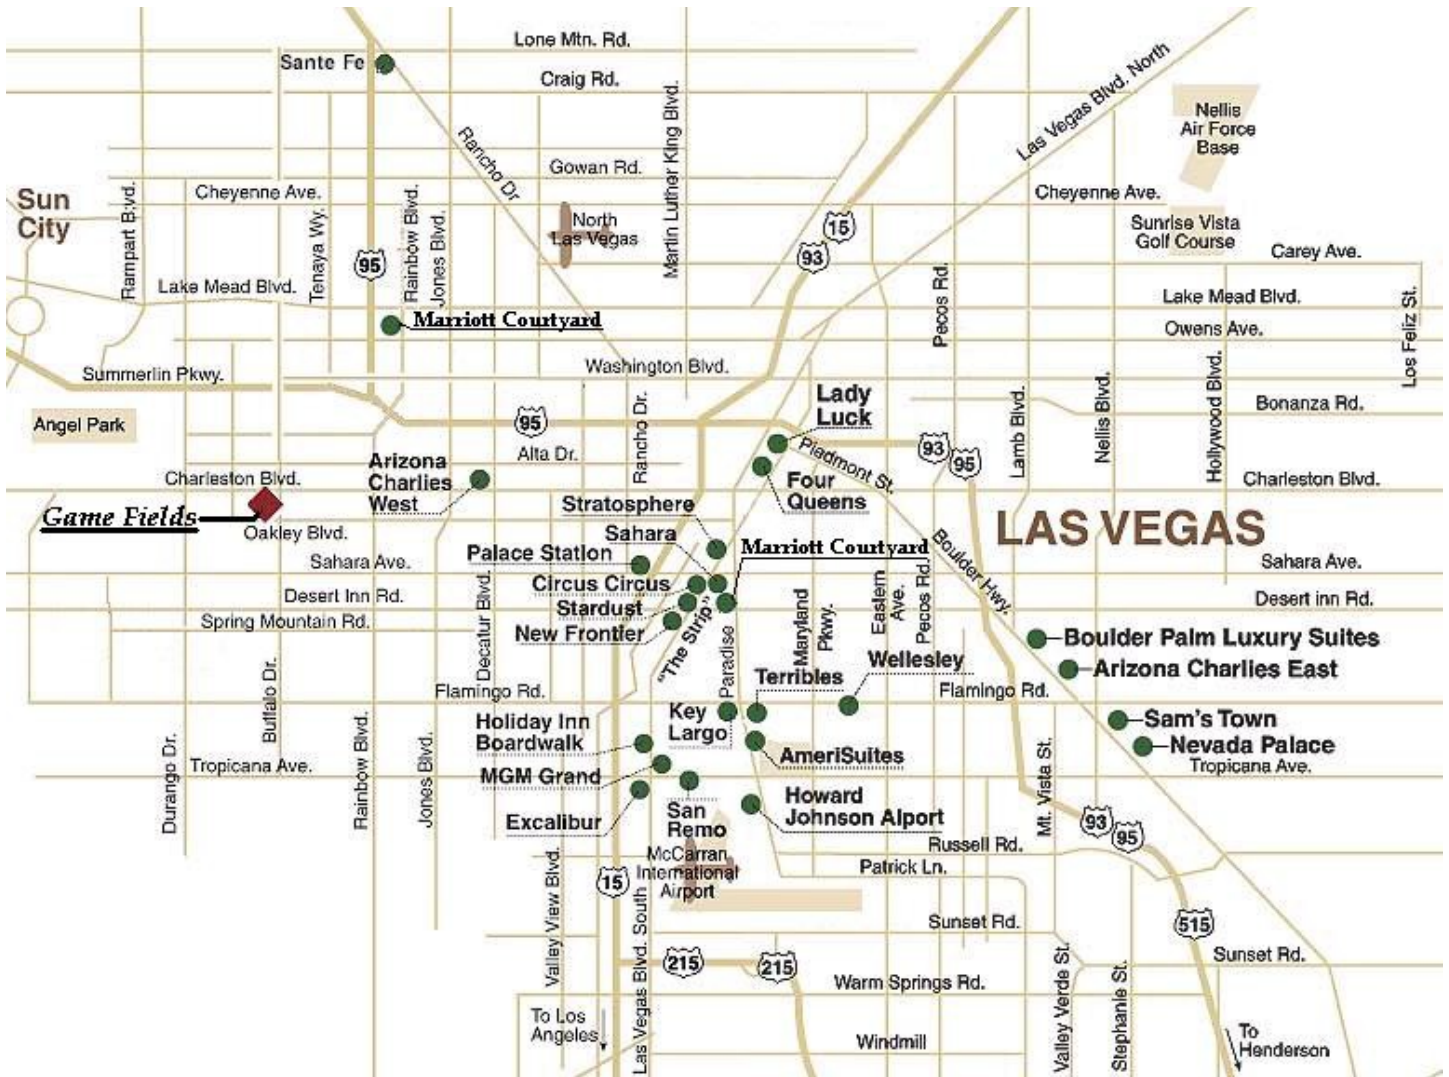 Lone Mtn. Rd.
Sante Fe
Craig Rd.
Las Vegas Blvd. North
Nellis
Air Force
Base
Rancho Dr
Martin Luther King Blvd.
Gowan Rd.
Sun
City
Rampart Blvd.
Cheyenne Ave.
Tenaya Wy.
Rainbow Blvd.
Jones Blvd.
North
Las Vegas
Cheyenne Ave.
Sunrise Vista
Golf Course
15
93
95
Carey Ave.
Lake Mead Blvd.
Pecos Rd.
Lake Mead Blvd.
Los Feliz St.
Marriott Courtyard
Owens Ave.
Summerlin Pkwy.
Washington Blvd.
Angel Park
95
Rancho Dr.
Lady
Luck
Lamb Blvd.
Nellis Blvd.
Hollywood Blvd.
Bonanza Rd.
93
95
Piedmont St.
Alta Dr.
Arizona
Charlies
West
Charleston Blvd.
Four
Queens
Charleston Blvd.
Game Fields
Oakley Blvd.
Stratosphere
LAS VEGAS
Sahara
Palace Station
Marriott Courtyard
Boulder Hwy.
Sahara Ave.
Sahara Ave.
Circus Circus
Desert Inn Rd.
Stardust
Desert inn Rd.
Spring Mountain Rd.
New Frontier
"The Strip"
Decatur Blvd.
Paradise
Maryland
Pkwy.
Eastern
Ave.
Pecos Rd.
Boulder Palm Luxury Suites
Arizona Charlies East
Wellesley
Terribles
Flamingo Rd.
Flamingo Rd.
Buffalo Dr.
Key
Largo
Holiday Inn
Boardwalk
Sam's Town
Nevada Palace
Tropicana Ave.
AmeriSuites
Durango Dr.
Rainbow Blvd.
Jones Blvd.
Tropicana Ave.
MGM Grand
Mt. Vista St.
Excalibur
San
Remo
Howard
Johnson AIport
93
95
Russell Rd.
Patrick Ln.
McCarran
International
Airport
15
Valley View Blvd.
Las Vegas Blvd. South
Sunset Rd.
515
Sunset Rd.
215
215
Warm Springs Rd.
Valley Verde St.
Stephanie St.
To Los
Angeles
Windmill
To
Henderson